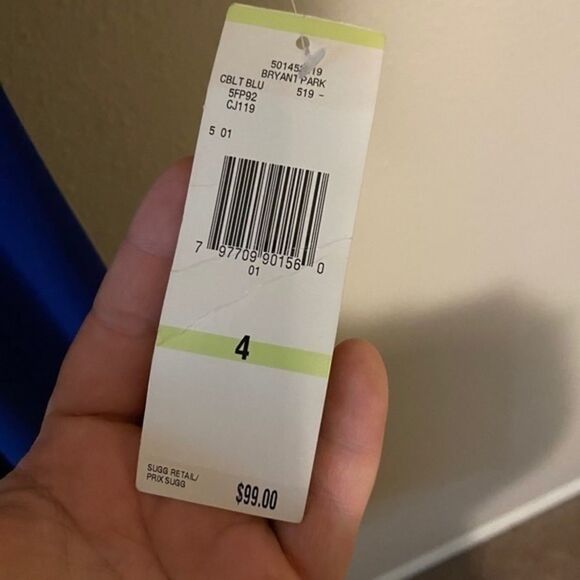 BRYANT PARK
CBLT BLU 519 -
5FP92
CJ119
5 01
7 97709 90156 0
01
4
SUGG RETAIL/
PRIX SUGG
$99.00